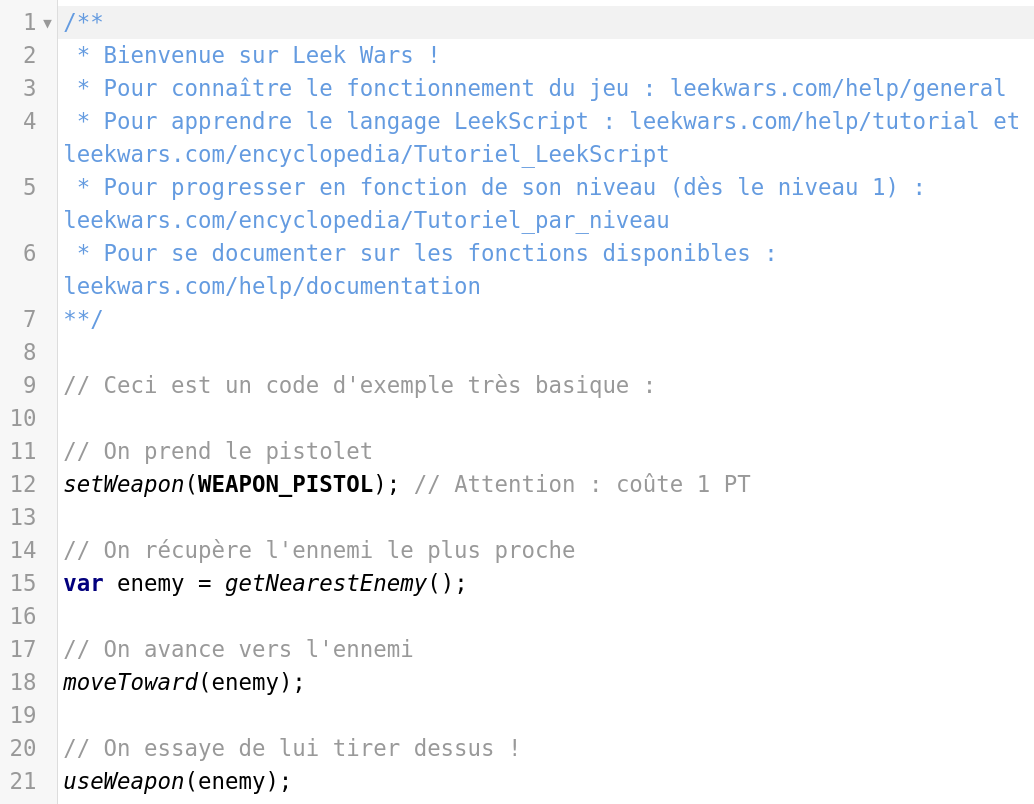 1 /**
2  * Bienvenue sur Leek Wars !
3  * Pour connaître le fonctionnement du jeu : leekwars.com/help/general
4  * Pour apprendre le langage LeekScript : leekwars.com/help/tutorial et
leekwars.com/encyclopedia/Tutoriel_LeekScript
5  * Pour progresser en fonction de son niveau (dès le niveau 1) :
leekwars.com/encyclopedia/Tutoriel_par_niveau
6  * Pour se documenter sur les fonctions disponibles :
leekwars.com/help/documentation
7 **/
8
9 // Ceci est un code d'exemple très basique :
10
11 // On prend le pistolet
12 setWeapon(WEAPON_PISTOL); // Attention : coûte 1 PT
13
14 // On récupère l'ennemi le plus proche
15 var enemy = getNearestEnemy();
16
17 // On avance vers l'ennemi
18 moveToward(enemy);
19
20 // On essaye de lui tirer dessus !
21 useWeapon(enemy);